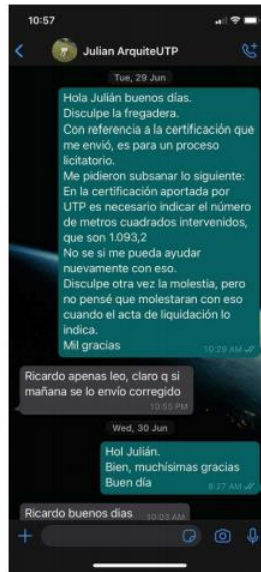 10:57
Julian ArquiteUTP
Tue, 29 Jun
Hola Julián buenos días.
Disculpe la fregadera.
Con referencia a la certificación que
me envió, es para un proceso
licitatorio.
Me pidieron subsanar lo siguiente:
En la certificación aportada por
UTP es necesario indicar el número
de metros cuadrados intervenidos,
que son 1.093,2
No se si me pueda ayudar
nuevamente con eso.
Disculpe otra vez la molestia, pero
no pensé que molestaran con eso
cuando el acta de liquidación lo
indica.
Mil gracias
10:29 AM
Ricardo apenas leo, claro q si
mañana se lo envío corregido
10:55 PM
Wed, 30 Jun
Hol Julián.
Bien, muchísimas gracias
Buen día
8:27 AM
Ricardo buenos dias
10:03 AM